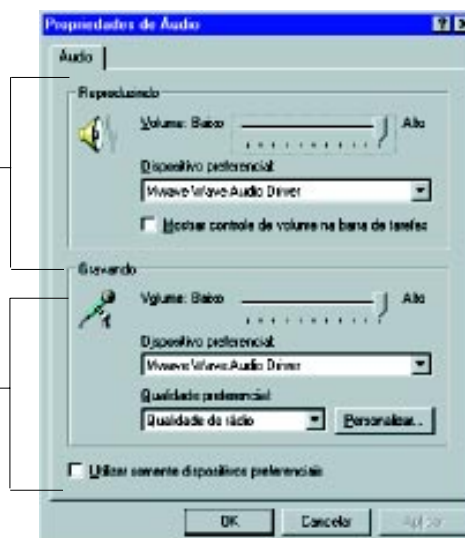 Propriedades de Áudio
Áudio
Reproduzindo
Volume: Baixo Alto
Dispositivo preferencial:
Mwave Wave Audio Driver
Mostrar controle de volume na barra de tarefas
Gravando
Volume: Baixo Alto
Dispositivo preferencial:
Mwave Wave Audio Driver
Qualidade preferencial:
Qualidade de rádio Personalizar...
Utilizar somente dispositivos preferenciais
OK Cancelar Aplicar